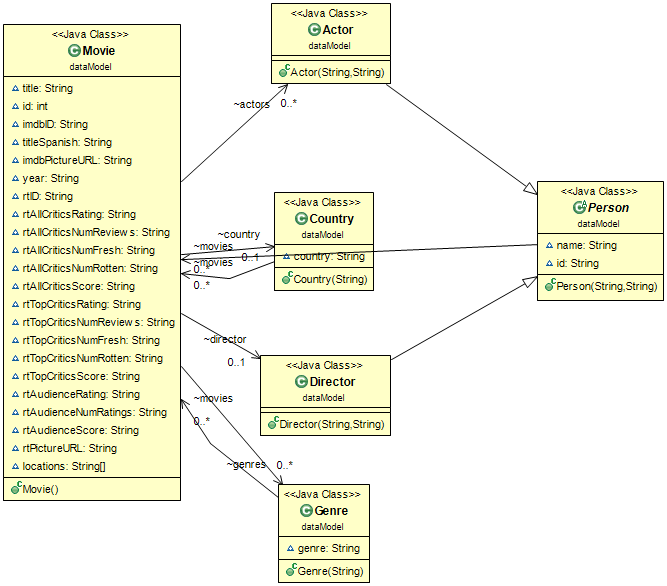 <<Java Class>>
Movie
dataModel
title: String
id: int
imdbID: String
titleSpanish: String
imdbPictureURL: String
year: String
rtID: String
rtAllCriticsRating: String
rtAllCriticsNumReviews: String
rtAllCriticsNumFresh: String
rtAllCriticsNumRotten: String
rtAllCriticsScore: String
rtTopCriticsRating: String
rtTopCriticsNumReviews: String
rtTopCriticsNumFresh: String
rtTopCriticsNumRotten: String
rtTopCriticsScore: String
rtAudienceRating: String
rtAudienceNumRatings: String
rtAudienceScore: String
rtPictureURL: String
locations: String[]
Movie()
<<Java Class>>
Actor
dataModel
Actor(String,String)
~actors 0..*
<<Java Class>>
Country
dataModel
country: String
Country(String)
~country
0..1
~movies
0..*
~movies
0..*
<<Java Class>>
Person
dataModel
name: String
id: String
Person(String,String)
~director
0..1
<<Java Class>>
Director
dataModel
Director(String,String)
~movies
0..*
~genres 0..*
<<Java Class>>
Genre
dataModel
genre: String
Genre(String)